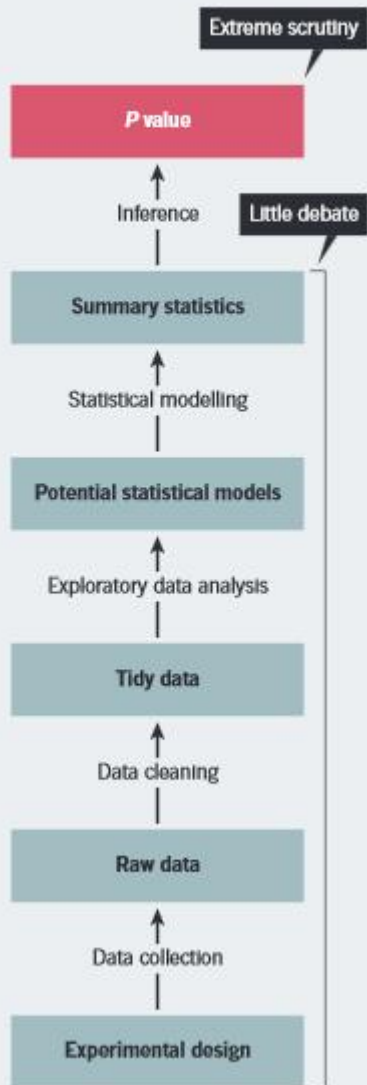 Extreme scrutiny
P value
Inference
Little debate
Summary statistics
Statistical modelling
Potential statistical models
Exploratory data analysis
Tidy data
Data cleaning
Raw data
Data collection
Experimental design